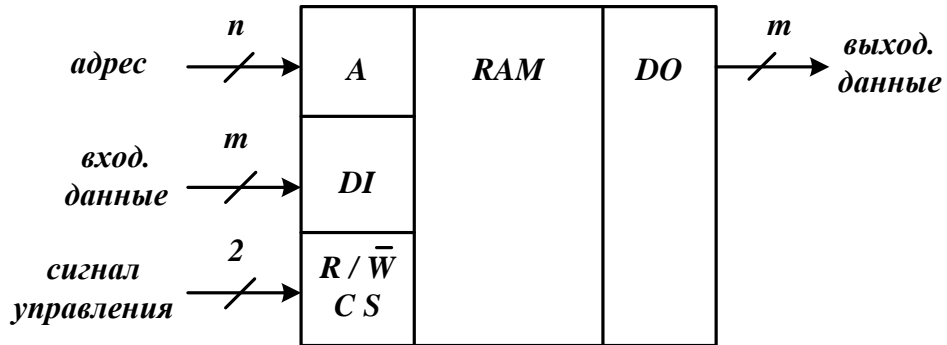 n
адрес
A
RAM
DO
m
выход.
данные
m
вход.
данные
DI
2
сигнал
управления
R / W̅
C S